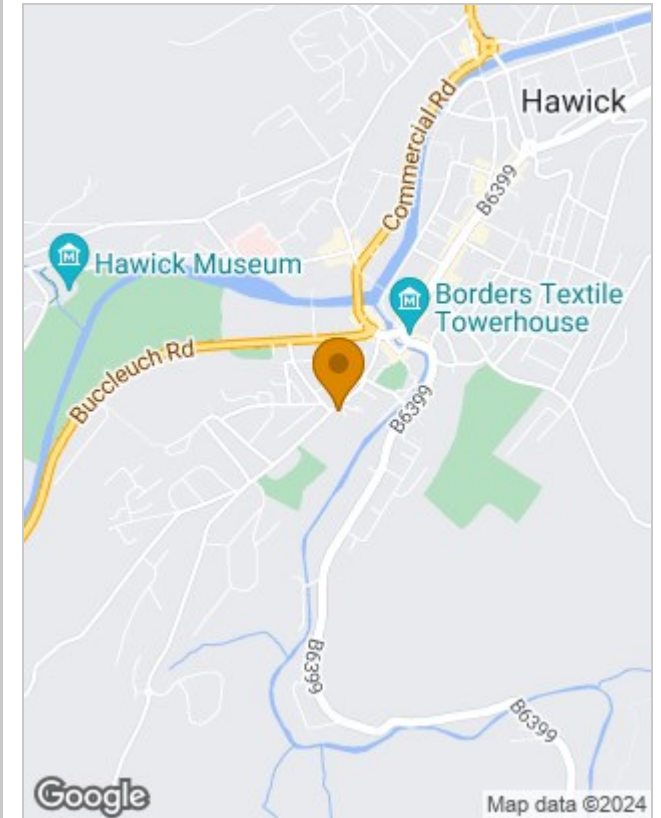 Hawick
Commercial Rd
B6399
M
Hawick Museum
M
Borders Textile
Towerhouse
Buccleuch Rd
B6399
B6399
B6399
Google
Map data ©2024